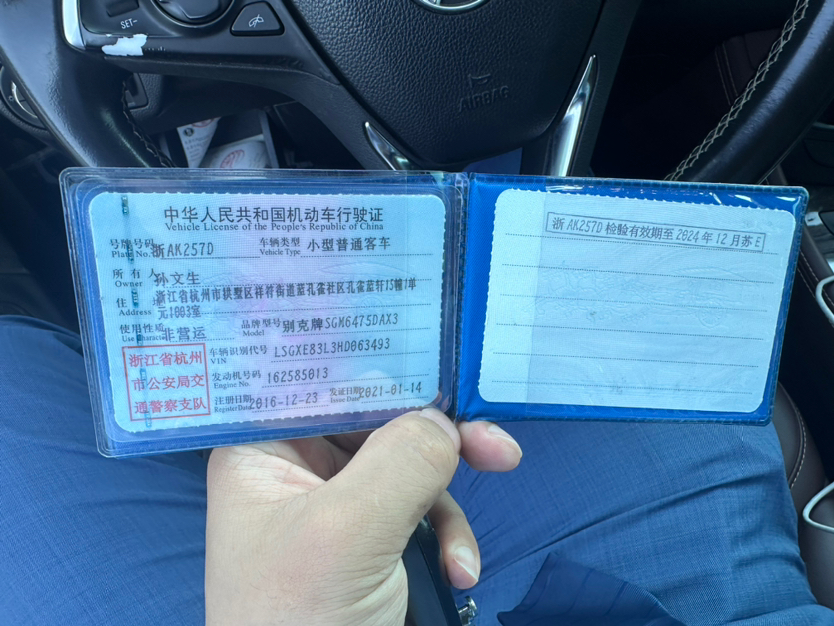 SET-
AIRBAG
中华人民共和国机动车行驶证
Vehicle License of the People's Republic of China
号牌号码 浙AK257D 车辆类型 小型普通客车
Plate No. Vehicle Type
所有人 孙文生
Owner
住址 浙江省杭州市拱墅区祥符街道蓝孔雀社区孔雀蓝轩15幢1单
Address 元1003室
使用性质 非营运 品牌型号 别克牌SGM6475DAX3
Use Character Model
浙江省杭州
市公安局交
通警察支队
车辆识别代号 LSGXE83L3HD063493
VIN
发动机号码 162585013
Engine No.
注册日期 2016-12-23 发证日期 2021-01-14
Register Date Issue Date
浙AK257D 检验有效期至 2024年12月苏E